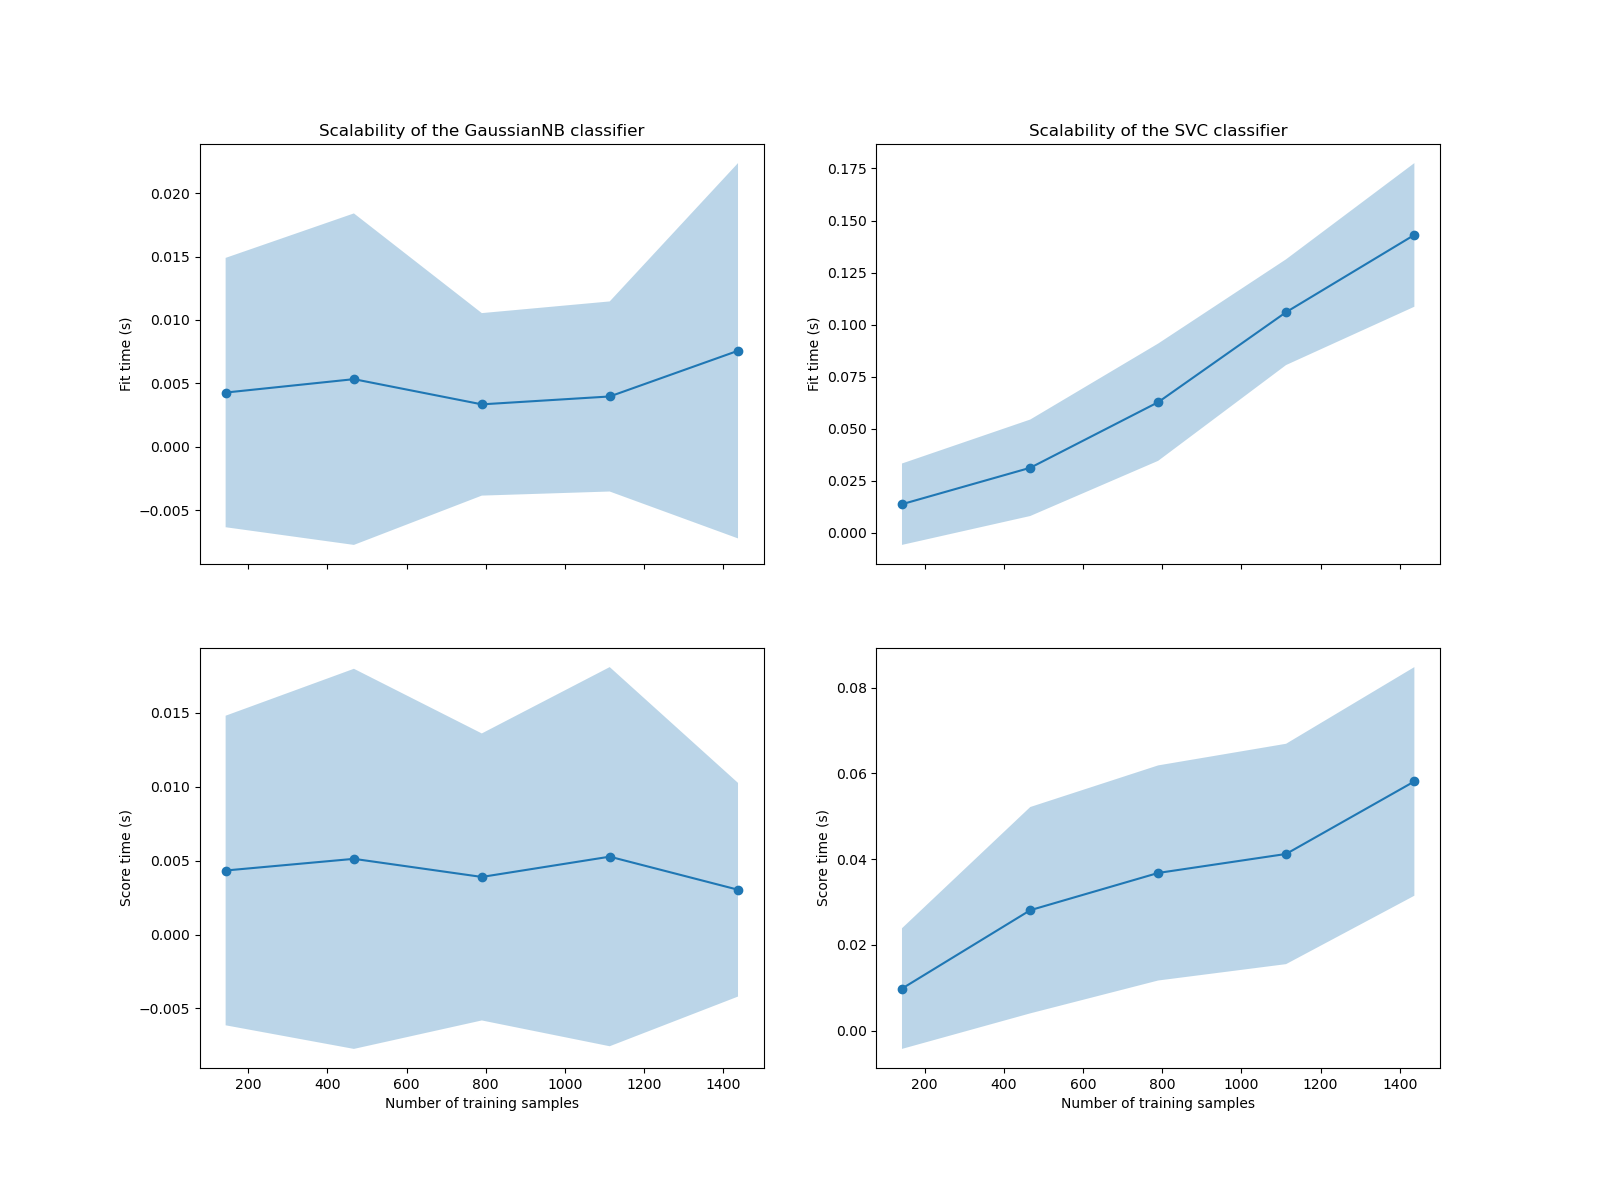 Scalability of the GaussianNB classifier
Fit time (s)
0.020
0.015
0.010
0.005
0.000
−0.005
Scalability of the SVC classifier
Fit time (s)
0.175
0.150
0.125
0.100
0.075
0.050
0.025
0.000
Score time (s)
0.015
0.010
0.005
0.000
−0.005
200 400 600 800 1000 1200 1400
Number of training samples
Score time (s)
0.08
0.06
0.04
0.02
0.00
200 400 600 800 1000 1200 1400
Number of training samples